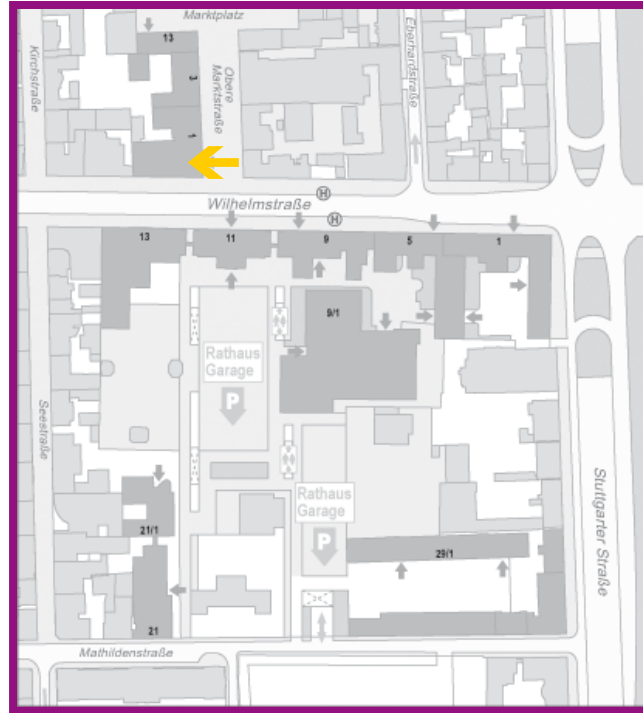 Marktplatz
13
3
1
Kirchstraße
Obere
Marktstraße
Eberhardstraße
H
Wilhelmstraße
H
13
11
9
5
1
9/1
Rathaus
Garage
P
Seestraße
Stuttgarter Straße
Rathaus
Garage
P
21/1
29/1
21
Mathildenstraße